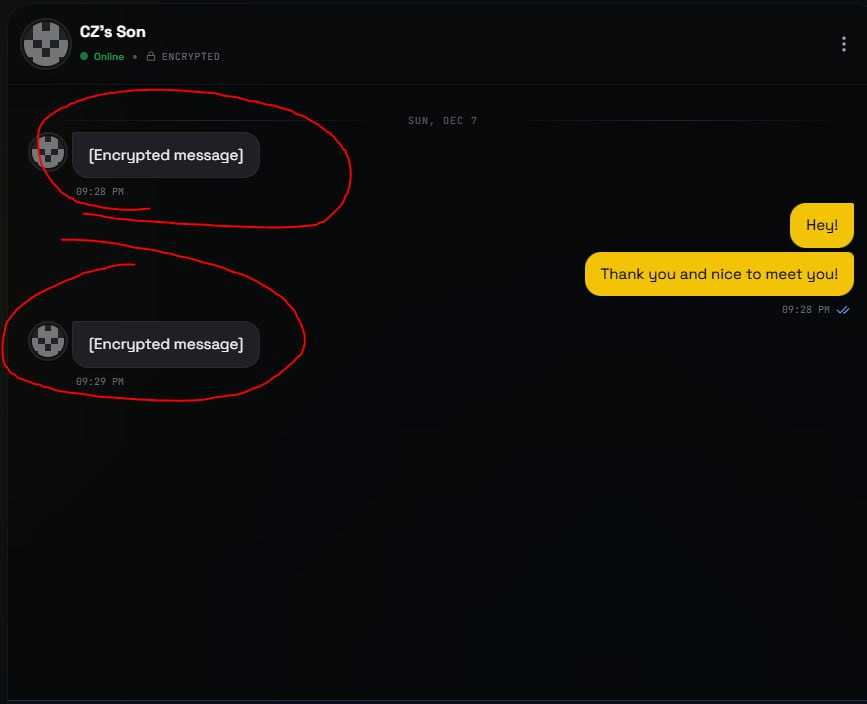 CZ's Son
Online • ENCRYPTED
SUN, DEC 7
[Encrypted message]
09:28 PM
Hey!
Thank you and nice to meet you!
09:28 PM
[Encrypted message]
09:29 PM